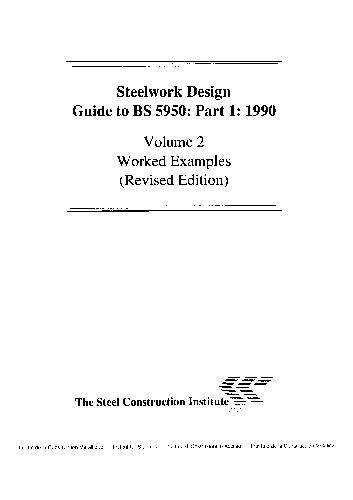 Steelwork Design
Guide to BS 5950: Part 1: 1990
Volume 2
Worked Examples
(Revised Edition)
The Steel Construction Institute